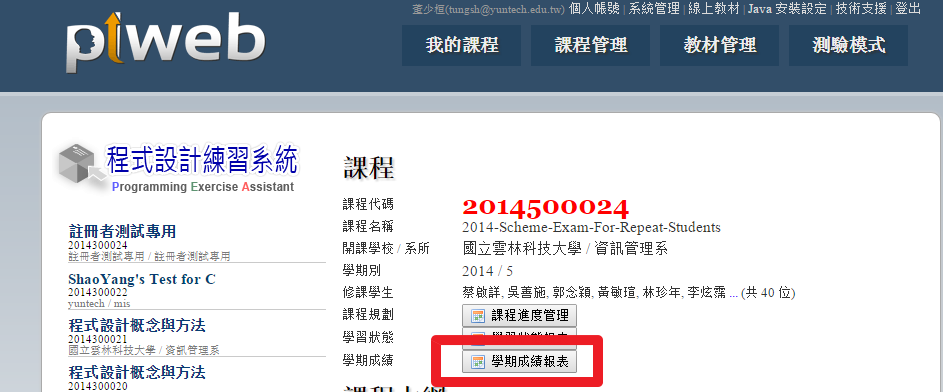 董少桓(tungsh@yuntech.edu.tw) 個人帳號 | 系統管理 | 線上教材 | Java 安裝設定 | 技術支援 | 登出
ptweb
我的課程 課程管理 教材管理 測驗模式
程式設計練習系統
Programming Exercise Assistant
註冊者測試專用
2014300024
註冊者測試專用 / 註冊者測試專用
ShaoYang's Test for C
2014300022
yuntech / mis
程式設計概念與方法
2014300021
國立雲林科技大學 / 資訊管理系
程式設計概念與方法
2014300020
課程
課程代碼 2014500024
課程名稱 2014-Scheme-Exam-For-Repeat-Students
開課學校 / 系所 國立雲林科技大學 / 資訊管理系
學期別 2014 / 5
修課學生 蔡啟詳, 吳善施, 郭念穎, 黃敏瑄, 林珍年, 李炫霈 ... (共 40 位)
課程規劃 課程進度管理
學習狀態 學習狀態報表
學期成績 學期成績報表